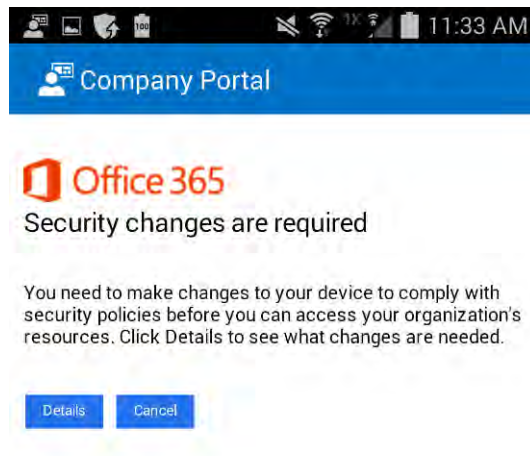 100 1X 11:33 AM
Company Portal
Office 365
Security changes are required
You need to make changes to your device to comply with
security policies before you can access your organization's
resources. Click Details to see what changes are needed.
Details Cancel